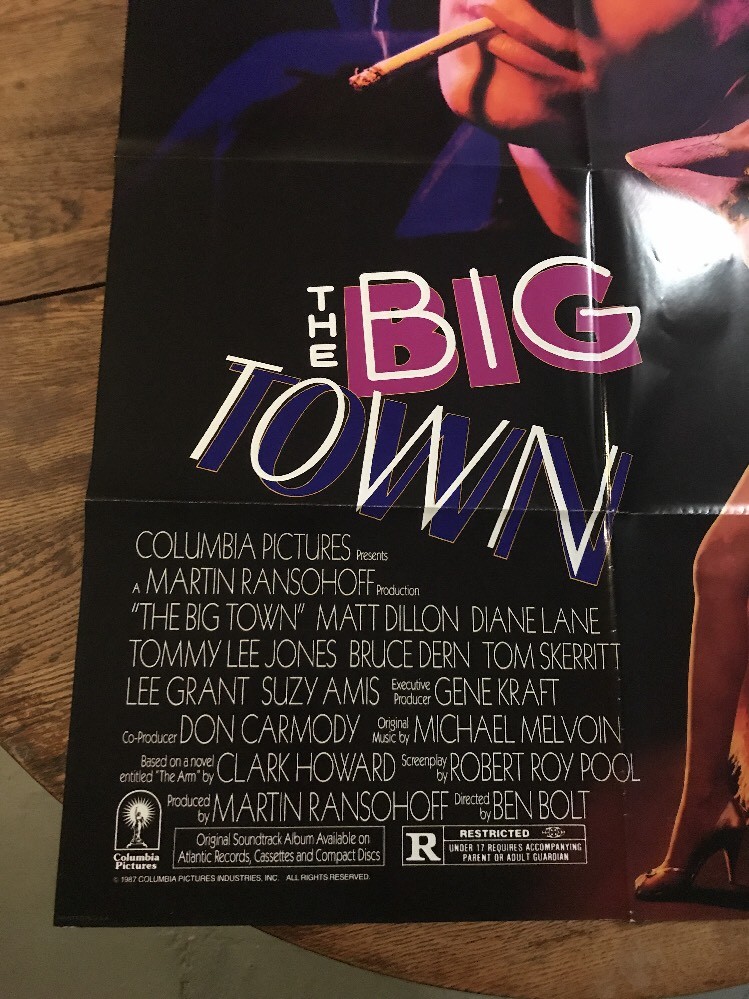 THE BIG
TOWN
COLUMBIA PICTURES Presents
A MARTIN RANSOHOFF Production
"THE BIG TOWN" MATT DILLON DIANE LANE
TOMMY LEE JONES BRUCE DERN TOM SKERRITT
LEE GRANT SUZY AMIS Executive Producer GENE KRAFT
Co-Producer DON CARMODY Original Music by MICHAEL MELVOIN
Based on a novel entitled "The Arm" by CLARK HOWARD Screenplay by ROBERT ROY POOL
Produced by MARTIN RANSOHOFF Directed by BEN BOLT
Columbia
Pictures
Original Soundtrack Album Available on
Atlantic Records, Cassettes and Compact Discs
R
RESTRICTED
UNDER 17 REQUIRES ACCOMPANYING
PARENT OR ADULT GUARDIAN
© 1987 COLUMBIA PICTURES INDUSTRIES, INC. ALL RIGHTS RESERVED.